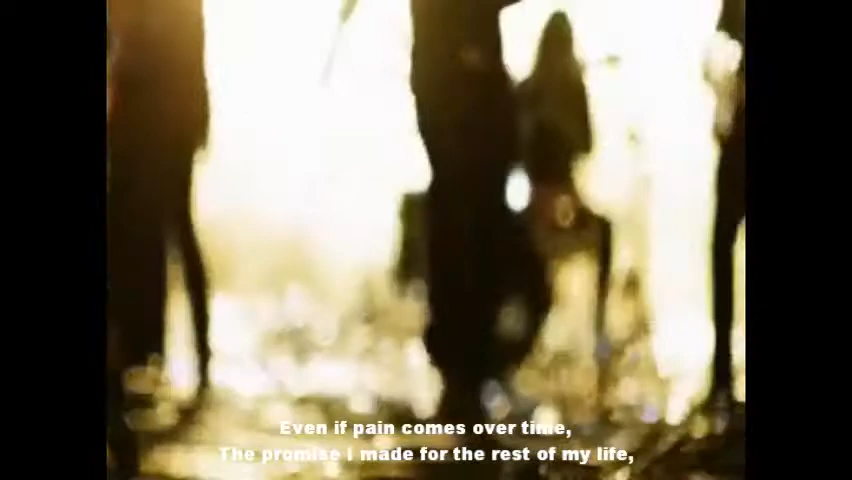 Even if pain comes over time,
The promise I made for the rest of my life,